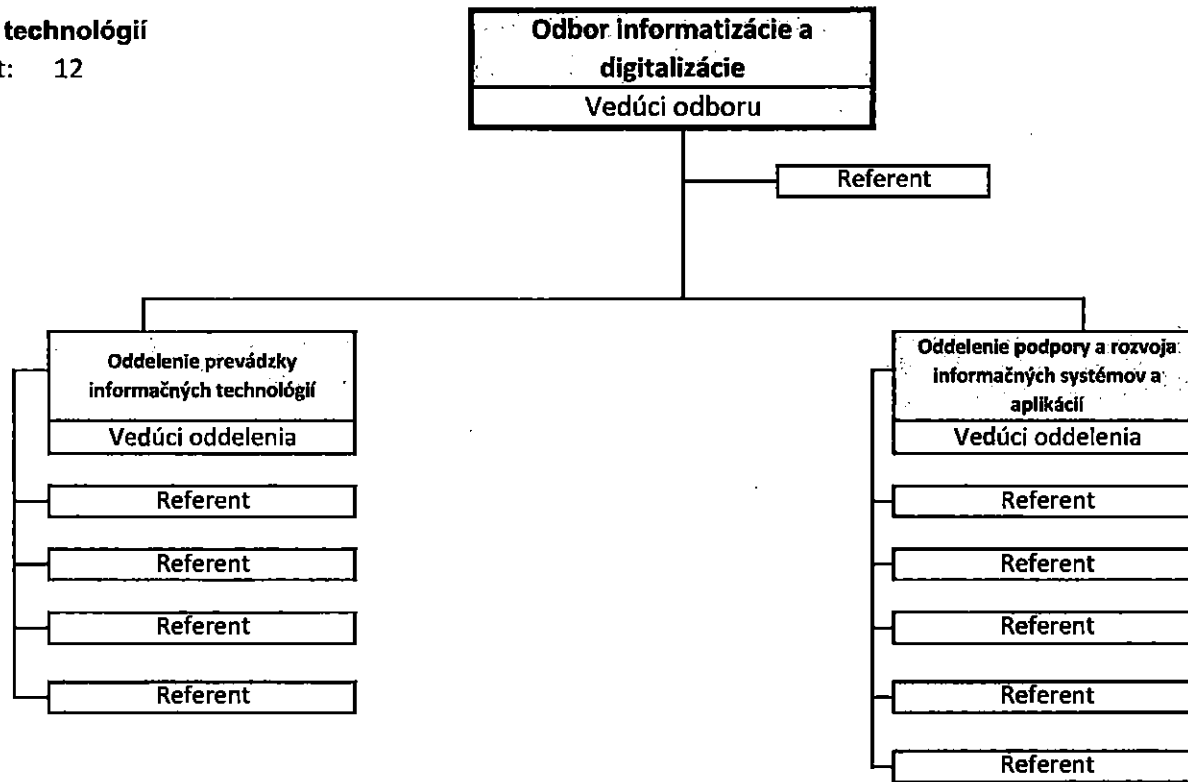 technológií
t: 12
Odbor informatizácie a
digitalizácie
Vedúci odboru
Referent
Oddelenie prevádzky
informačných technológií
Vedúci oddelenia
Referent
Referent
Referent
Referent
Oddelenie podpory a rozvoja
informačných systémov a
aplikácií
Vedúci oddelenia
Referent
Referent
Referent
Referent
Referent